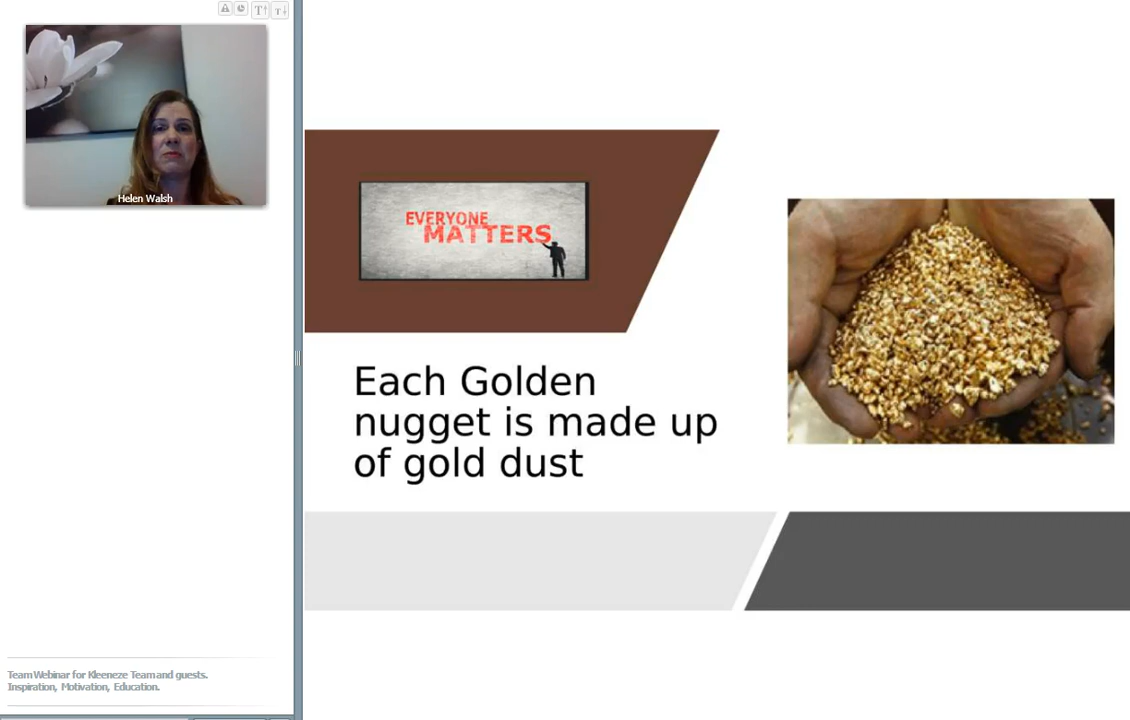 Helen Walsh
EVERYONE
MATTERS
Each Golden
nugget is made up
of gold dust
Team Webinar for Kleeneze Team and guests.
Inspiration, Motivation, Education.